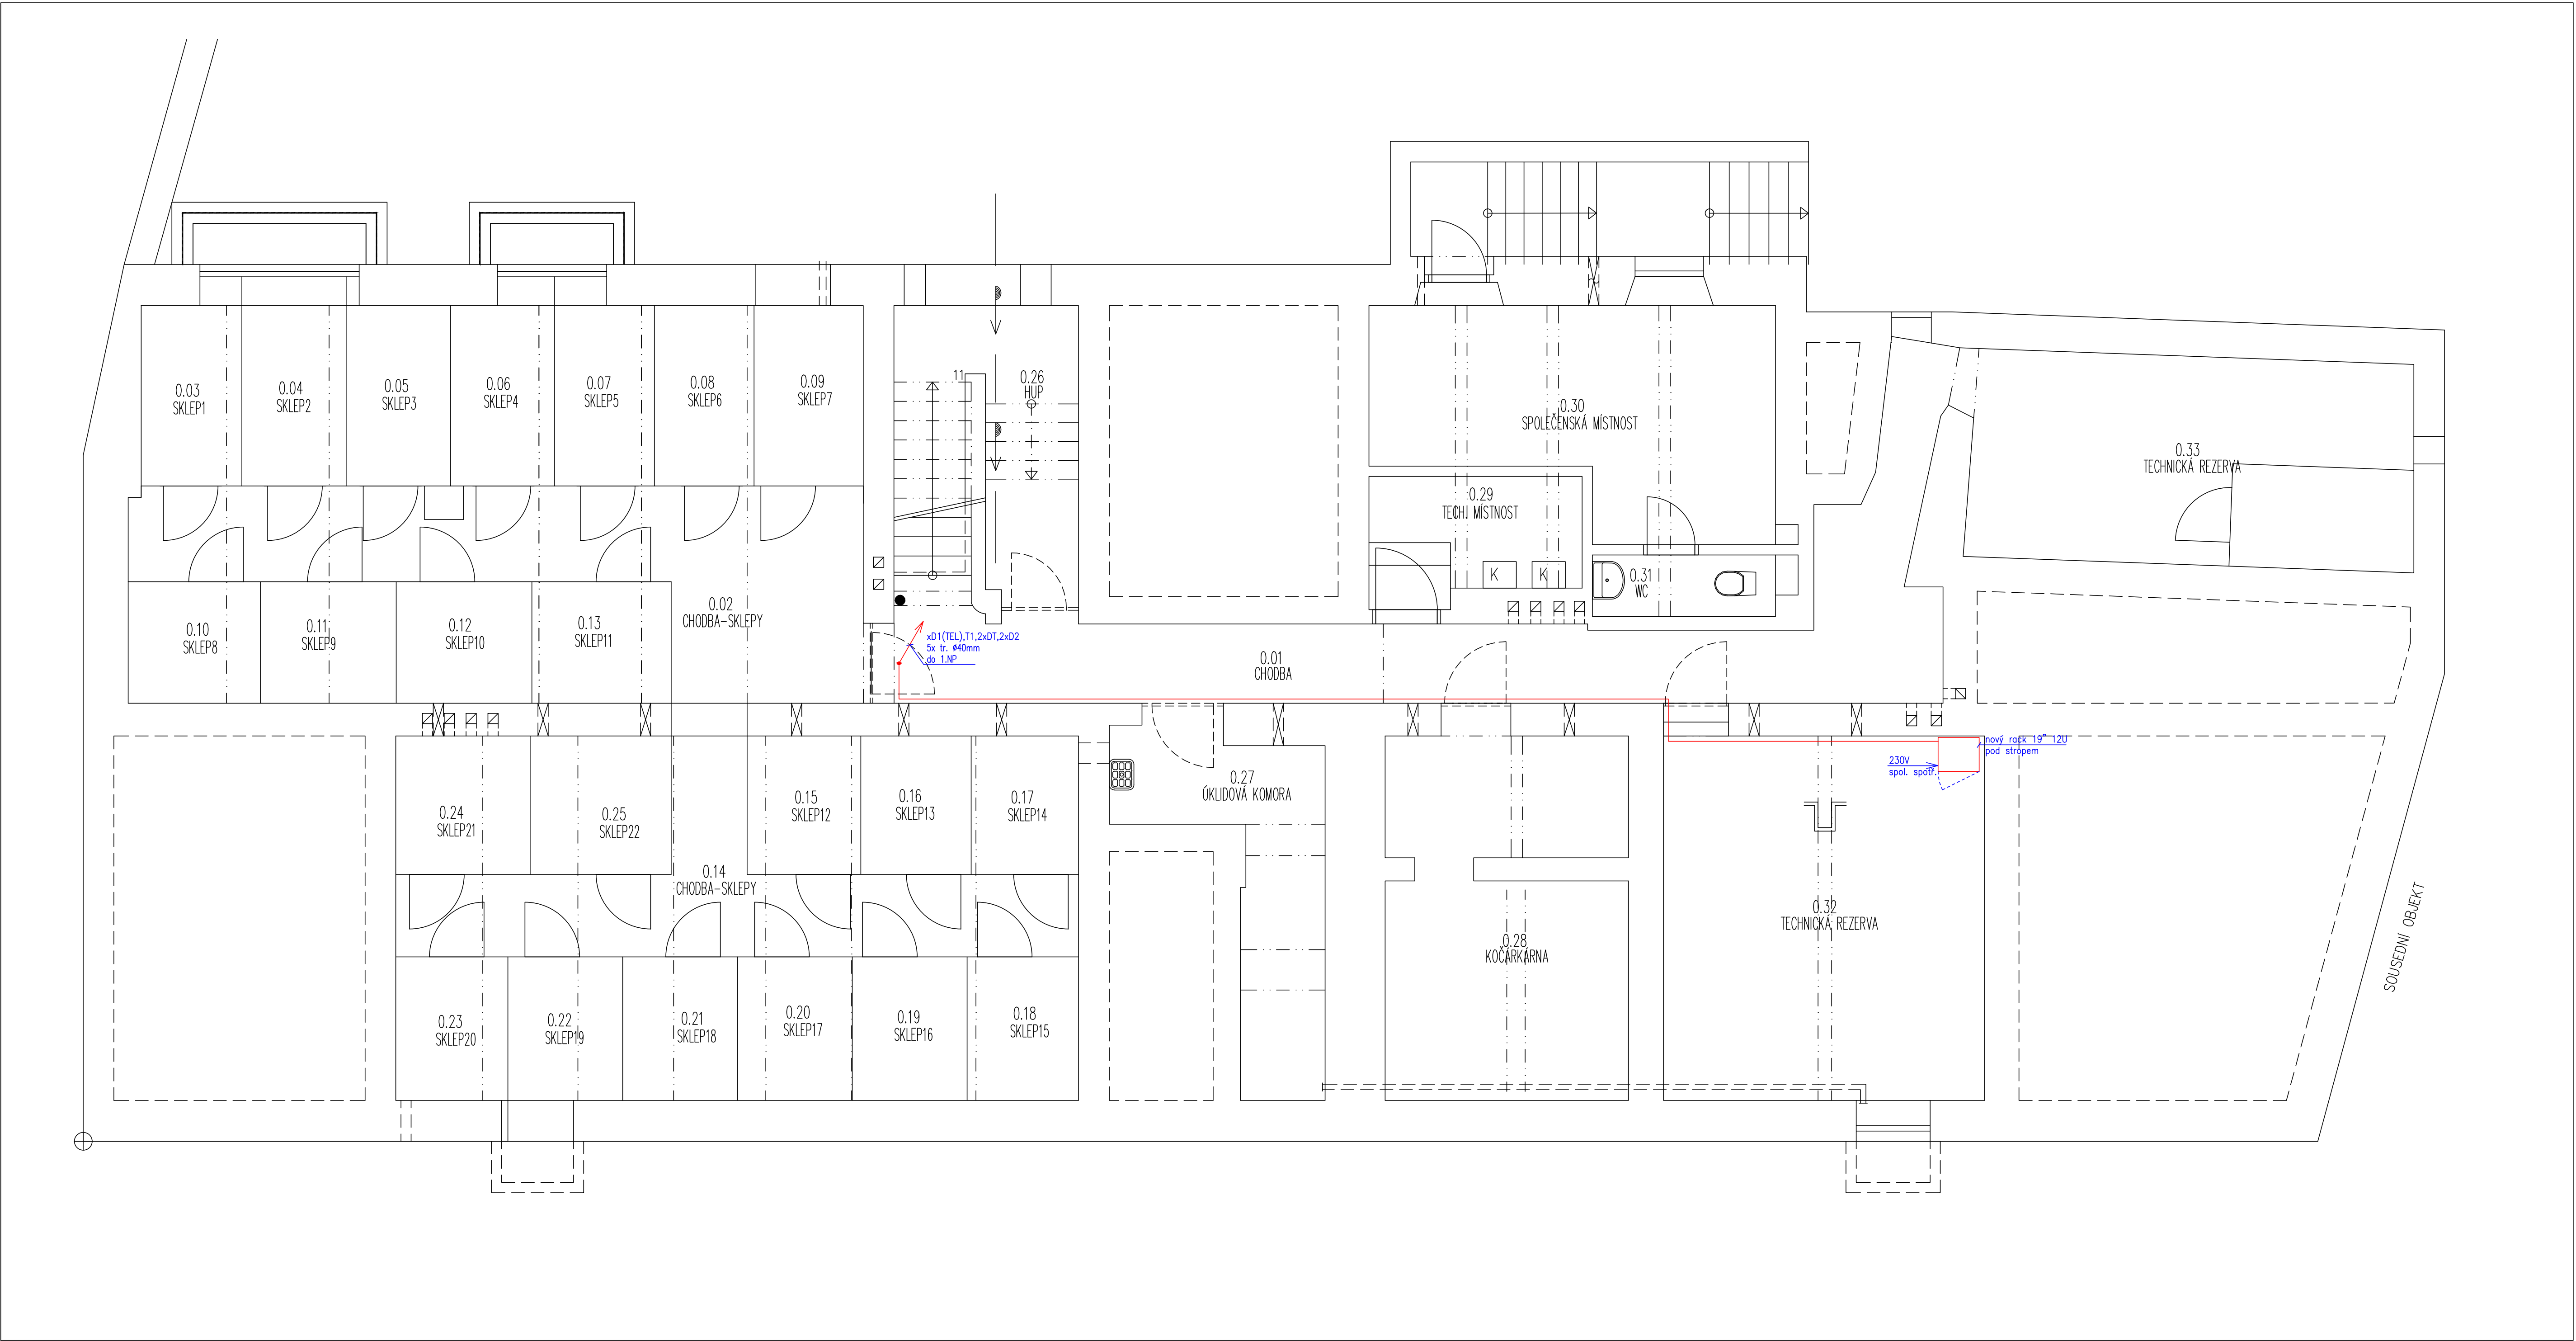 0.03
SKLEP1
0.04
SKLEP2
0.05
SKLEP3
0.06
SKLEP4
0.07
SKLEP5
0.08
SKLEP6
0.09
SKLEP7
11
0.26
HUP
0.30
SPOLEČENSKÁ MÍSTNOST
0.33
TECHNICKÁ REZERVA
0.29
TECH. MÍSTNOST
K
K
0.31
WC
0.10
SKLEP8
0.11
SKLEP9
0.12
SKLEP10
0.13
SKLEP11
0.02
CHODBA-SKLEPY
xD1(TEL),T1,2xDT,2xD2
5x tr. ø40mm
do 1.NP
0.01
CHODBA
nový rack 19" 12U
pod stropem
230V
spol. spotř.
0.24
SKLEP21
0.25
SKLEP22
0.15
SKLEP12
0.16
SKLEP13
0.17
SKLEP14
0.27
ÚKLIDOVÁ KOMORA
0.14
CHODBA-SKLEPY
0.28
KOČÁRKÁRNA
0.32
TECHNICKÁ REZERVA
SOUSEDNÍ OBJEKT
0.23
SKLEP20
0.22
SKLEP19
0.21
SKLEP18
0.20
SKLEP17
0.19
SKLEP16
0.18
SKLEP15